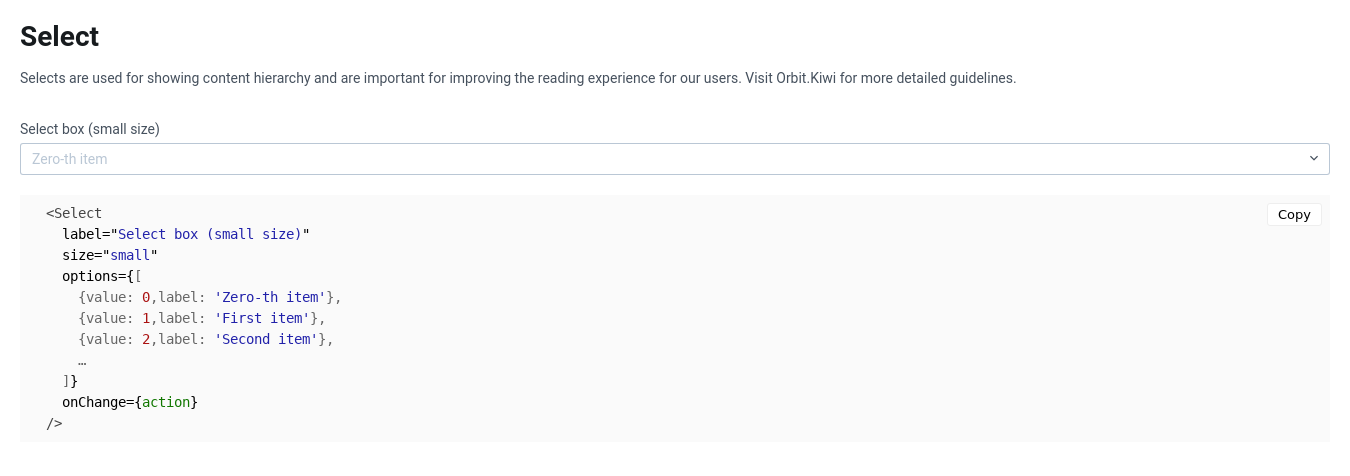 Select
Selects are used for showing content hierarchy and are important for improving the reading experience for our users. Visit Orbit.Kiwi for more detailed guidelines.
Select box (small size)
Zero-th item
Copy
<Select
  label="Select box (small size)"
  size="small"
  options={[
    {value: 0,label: 'Zero-th item'},
    {value: 1,label: 'First item'},
    {value: 2,label: 'Second item'},
    …
  ]}
  onChange={action}
/>